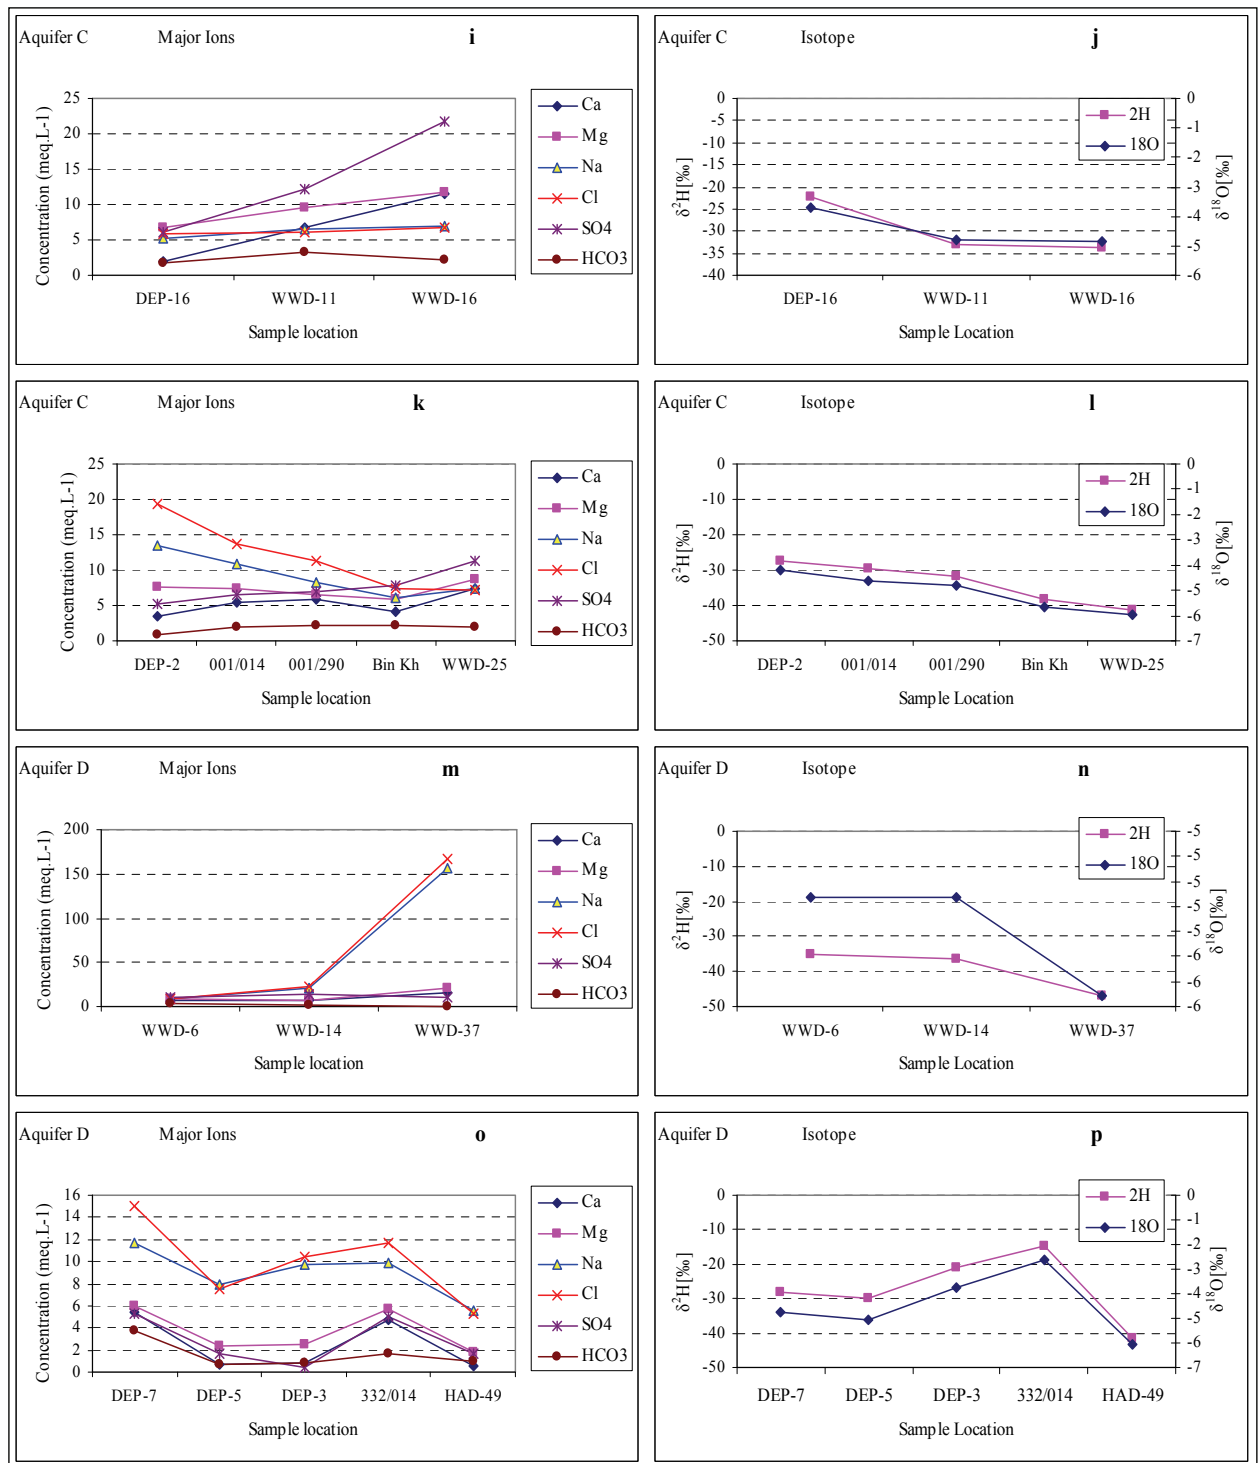 Aquifer C Major Ions i
25
20
15
10
5
0
Concentration (meq.L-1)
DEP-16 WWD-11 WWD-16
Sample location
Ca
Mg
Na
Cl
SO4
HCO3
Aquifer C Isotope j
0
-5
-10
-15
-20
-25
-30
-35
-40
δ²H[‰]
2H
18O
0
-1
-2
-3
-4
-5
-6
δ¹⁸O[‰]
DEP-16 WWD-11 WWD-16
Sample Location
Aquifer C Major Ions k
25
20
15
10
5
0
Concentration (meq.L-1)
DEP-2 001/014 001/290 Bin Kh WWD-25
Sample location
Ca
Mg
Na
Cl
SO4
HCO3
Aquifer C Isotope l
0
-10
-20
-30
-40
-50
δ²H[‰]
2H
18O
0
-1
-2
-3
-4
-5
-6
-7
δ¹⁸O[‰]
DEP-2 001/014 001/290 Bin Kh WWD-25
Sample Location
Aquifer D Major Ions m
200
150
100
50
0
Concentration (meq.L-1)
WWD-6 WWD-14 WWD-37
Sample location
Ca
Mg
Na
Cl
SO4
HCO3
Aquifer D Isotope n
0
-10
-20
-30
-40
-50
δ²H[‰]
2H
18O
-5
-5
-5
-5
-6
-6
-6
δ¹⁸O[‰]
WWD-6 WWD-14 WWD-37
Sample Location
Aquifer D Major Ions o
16
14
12
10
8
6
4
2
0
Concentration (meq.L-1)
DEP-7 DEP-5 DEP-3 332/014 HAD-49
Sample location
Ca
Mg
Na
Cl
SO4
HCO3
Aquifer D Isotope p
0
-10
-20
-30
-40
-50
δ²H[‰]
2H
18O
0
-1
-2
-3
-4
-5
-6
-7
δ¹⁸O[‰]
DEP-7 DEP-5 DEP-3 332/014 HAD-49
Sample Location